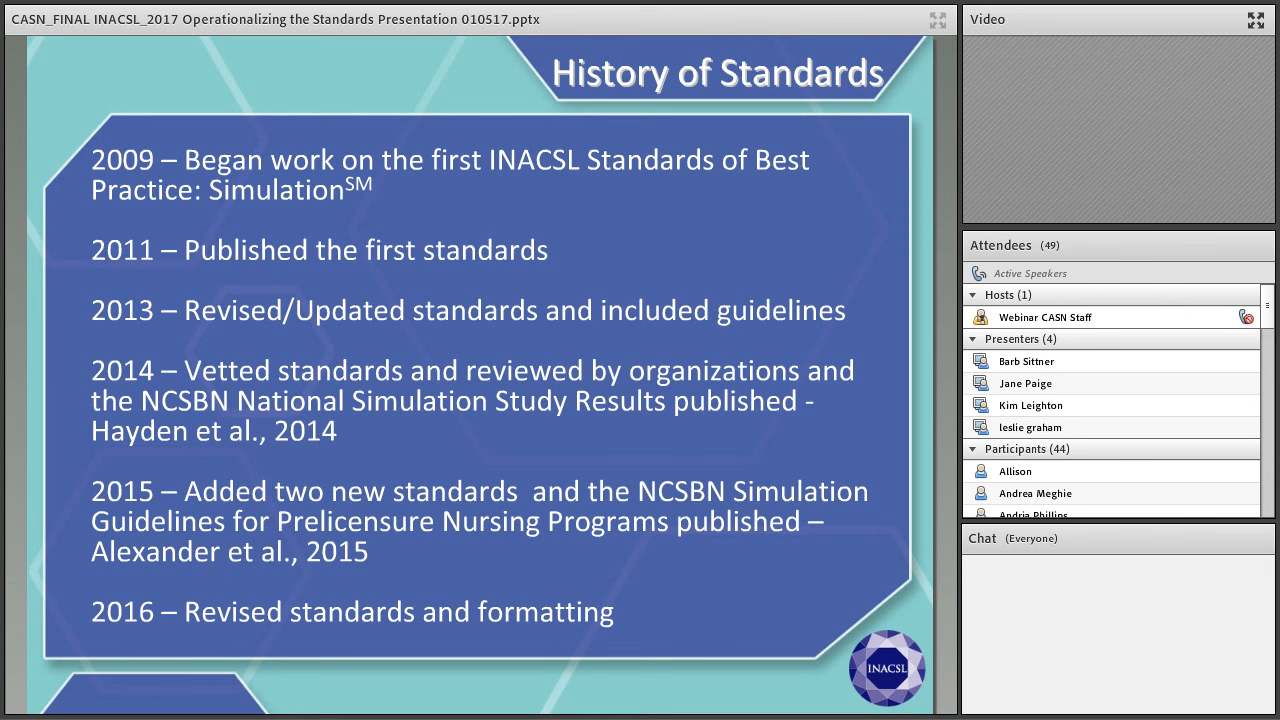 CASN_FINAL INACSL_2017 Operationalizing the Standards Presentation 010517.pptx
History of Standards
2009 – Began work on the first INACSL Standards of Best
Practice: SimulationSM
2011 – Published the first standards
2013 – Revised/Updated standards and included guidelines
2014 – Vetted standards and reviewed by organizations and
the NCSBN National Simulation Study Results published -
Hayden et al., 2014
2015 – Added two new standards  and the NCSBN Simulation
Guidelines for Prelicensure Nursing Programs published –
Alexander et al., 2015
2016 – Revised standards and formatting
INACSL
Video
Attendees (49)
Active Speakers
Hosts (1)
Webinar CASN Staff
Presenters (4)
Barb Sittner
Jane Paige
Kim Leighton
leslie graham
Participants (44)
Allison
Andrea Meghie
Andria Phillips
Chat (Everyone)